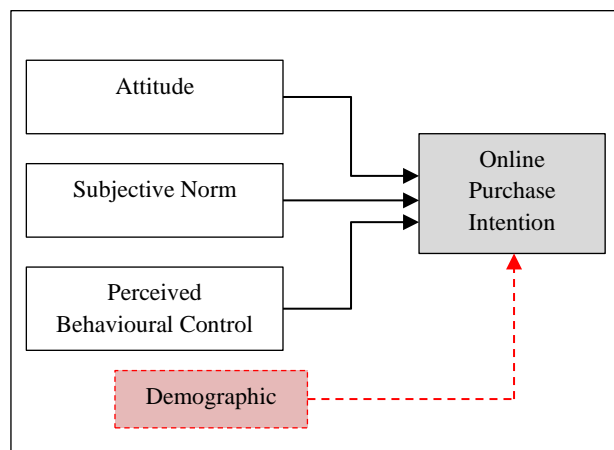 Attitude
Subjective Norm
Perceived
Behavioural Control
Demographic
Online
Purchase
Intention